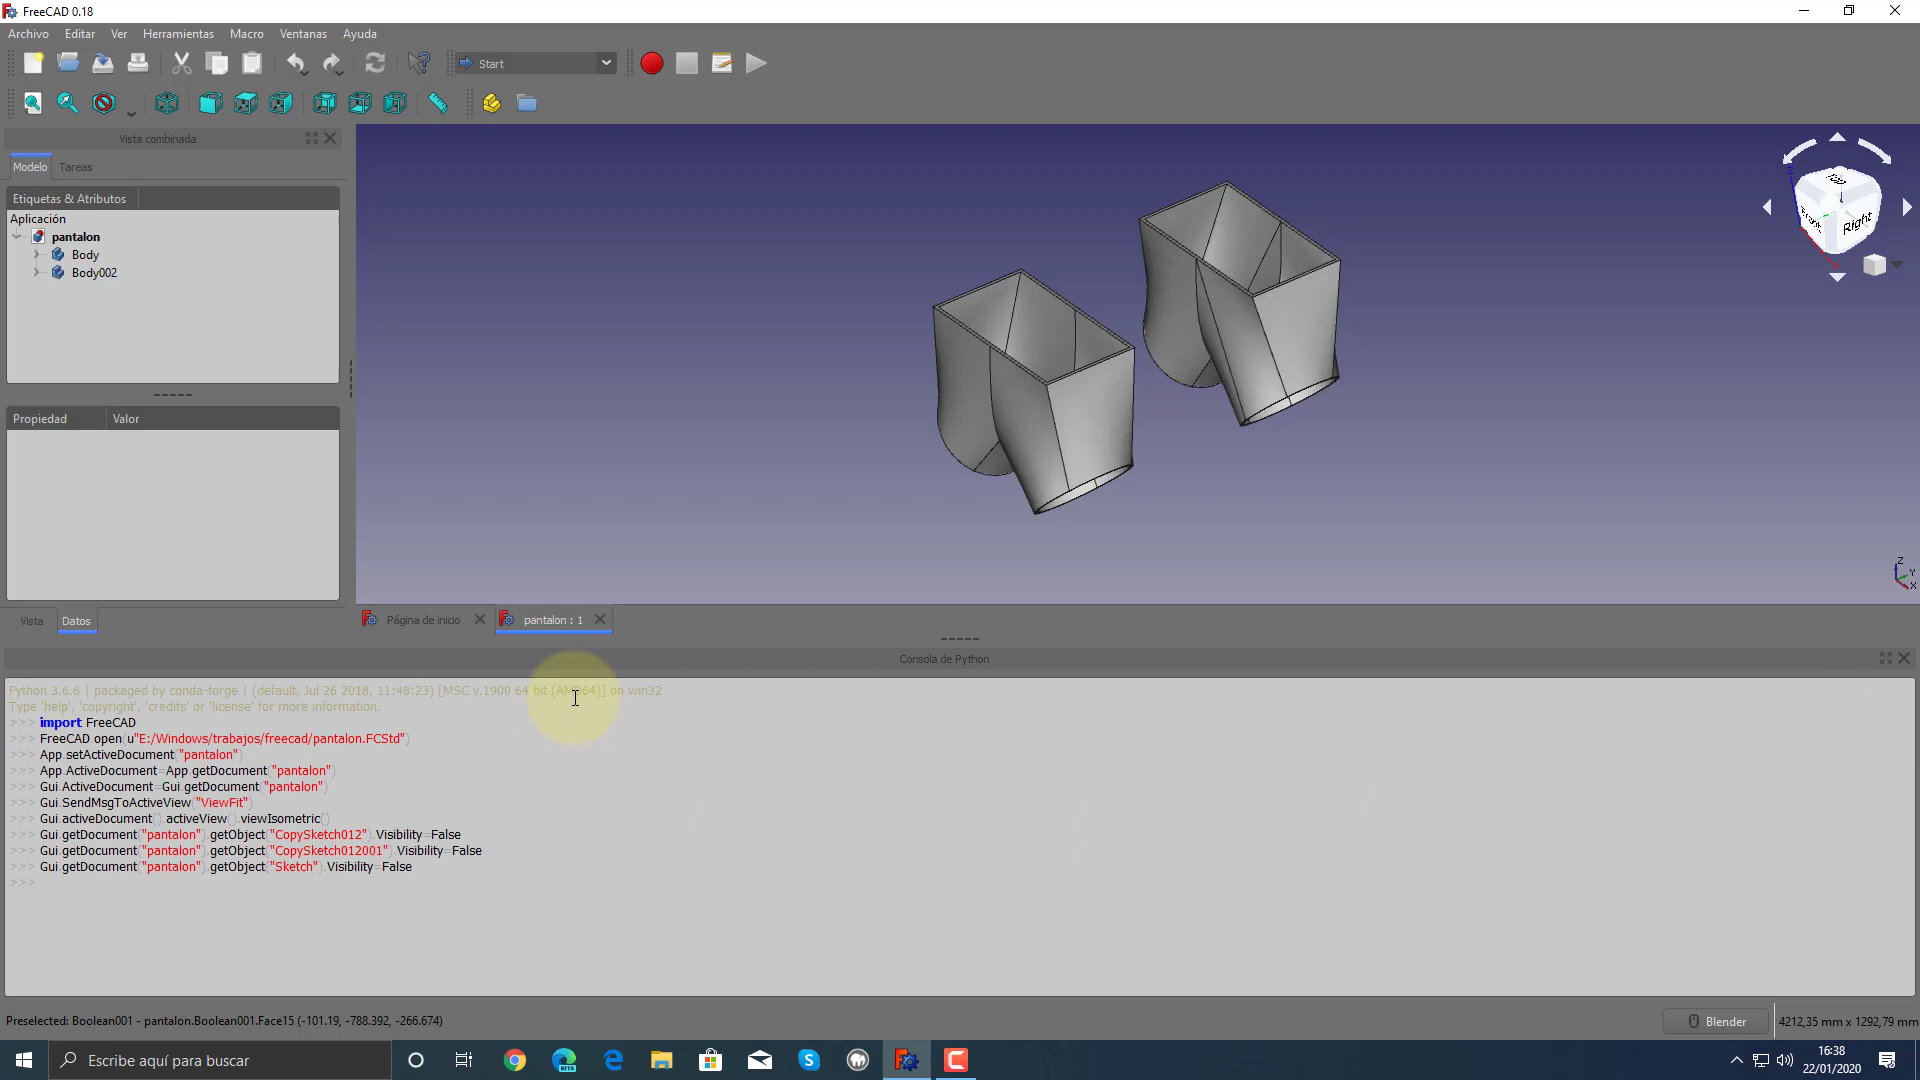 FreeCAD 0.18
Archivo Editar Ver Herramientas Macro Ventanas Ayuda
Start
Vista combinada
Modelo Tareas
Etiquetas & Atributos
Aplicación
pantalon
Body
Body002
Propiedad Valor
Vista Datos
Top
Front
Right
Z
Y
X
Página de inicio
pantalon : 1
Consola de Python
Python 3.6.6 | packaged by conda-forge | (default, Jul 26 2018, 11:48:23) [MSC v.1900 64 bit (AMD64)] on win32
Type 'help', 'copyright', 'credits' or 'license' for more information.
>>> import FreeCAD
>>> FreeCAD.open(u"E:/Windows/trabajos/freecad/pantalon.FCStd")
>>> App.setActiveDocument("pantalon")
>>> App.ActiveDocument=App.getDocument("pantalon")
>>> Gui.ActiveDocument=Gui.getDocument("pantalon")
>>> Gui.SendMsgToActiveView("ViewFit")
>>> Gui.activeDocument().activeView().viewIsometric()
>>> Gui.getDocument("pantalon").getObject("CopySketch012").Visibility=False
>>> Gui.getDocument("pantalon").getObject("CopySketch012001").Visibility=False
>>> Gui.getDocument("pantalon").getObject("Sketch").Visibility=False
>>>
Preselected: Boolean001 - pantalon.Boolean001.Face15 (-101.19, -788.392, -266.674)
Blender
4212,35 mm x 1292,79 mm
Escribe aquí para buscar
BETA
16:38
22/01/2020